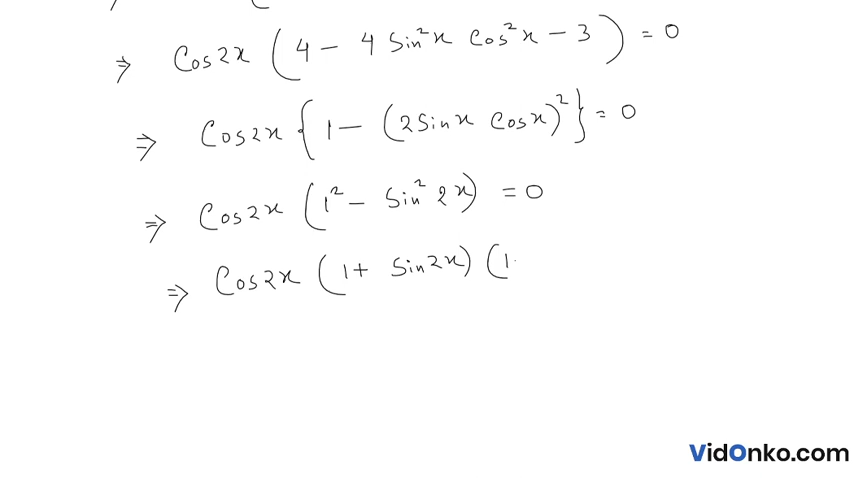 ⇒ Cos2x (4 - 4 Sin²x Cos²x - 3) = 0
⇒ Cos2x {1 - (2Sinx Cosx)²} = 0
⇒ Cos2x (1² - Sin²2x) = 0
⇒ Cos2x (1+ Sin2x) (1
VidOnko.com